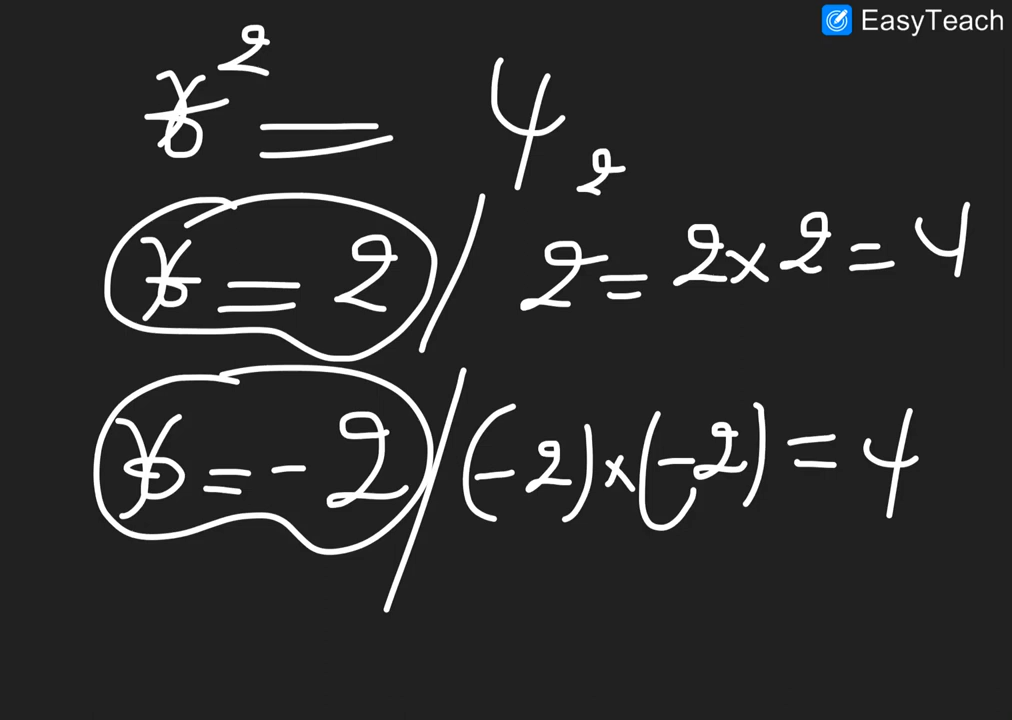 EasyTeach
x² = 4
x = 2 / 2² = 2 × 2 = 4
x = -2 / (-2) × (-2) = 4